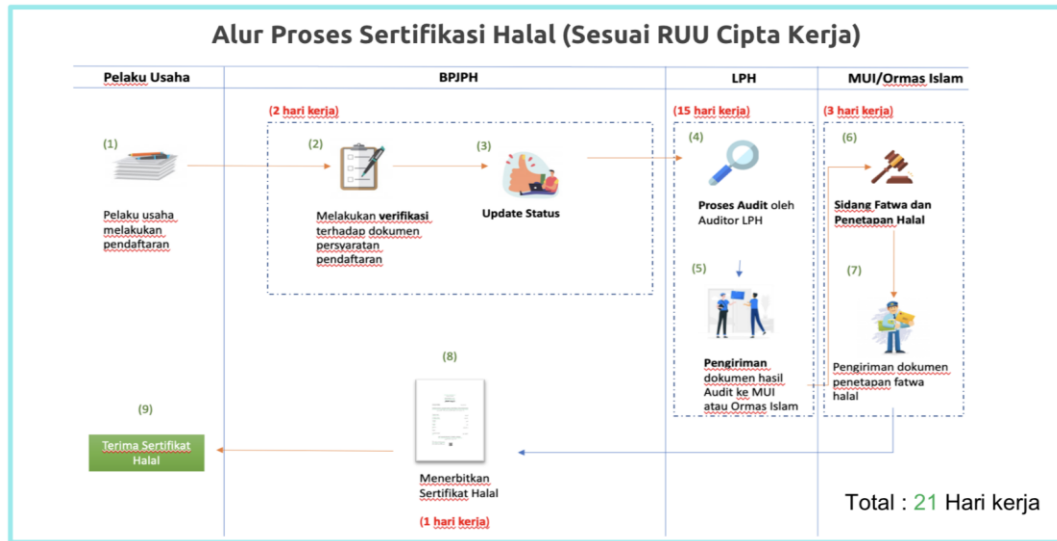 Alur Proses Sertifikasi Halal (Sesuai RUU Cipta Kerja)
Pelaku Usaha
BPJPH
LPH
MUI/Ormas Islam
(2 hari kerja)
(15 hari kerja)
(3 hari kerja)
(1)
Pelaku usaha
melakukan
pendaftaran
(2)
Melakukan verifikasi
terhadap dokumen
persyaratan
pendaftaran
(3)
Update Status
(4)
Proses Audit oleh
Auditor LPH
(5)
Pengiriman
dokumen hasil
Audit ke MUI
atau Ormas Islam
(6)
Sidang Fatwa dan
Penetapan Halal
(7)
Pengiriman dokumen
penetapan fatwa
halal
(8)
Menerbitkan
Sertifikat Halal
(1 hari kerja)
(9)
Terima Sertifikat
Halal
Total : 21 Hari kerja